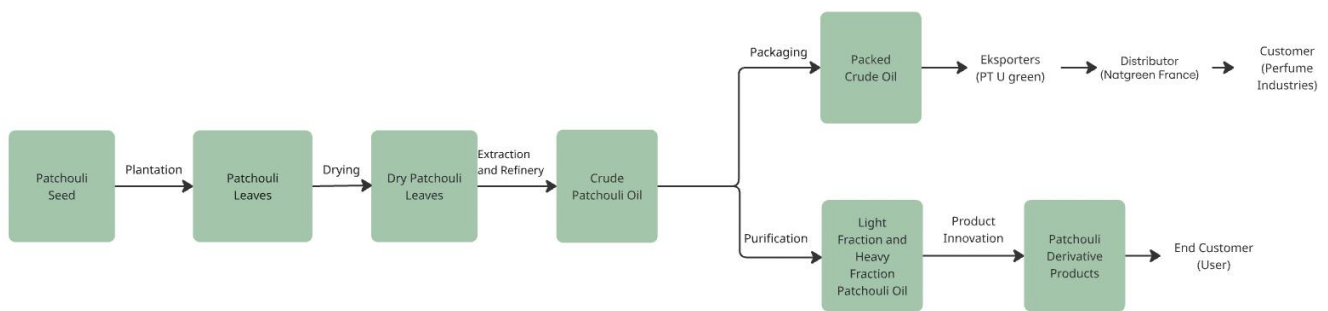 Patchouli
Seed
Plantation
Patchouli
Leaves
Drying
Dry Patchouli
Leaves
Extraction
and Refinery
Crude
Patchouli Oil
Packaging
Packed
Crude Oil
Eksporters
(PT U green)
Distributor
(Natgreen France)
Customer
(Perfume
Industries)
Purification
Light
Fraction and
Heavy
Fraction
Patchouli Oil
Product
Innovation
Patchouli
Derivative
Products
End Customer
(User)